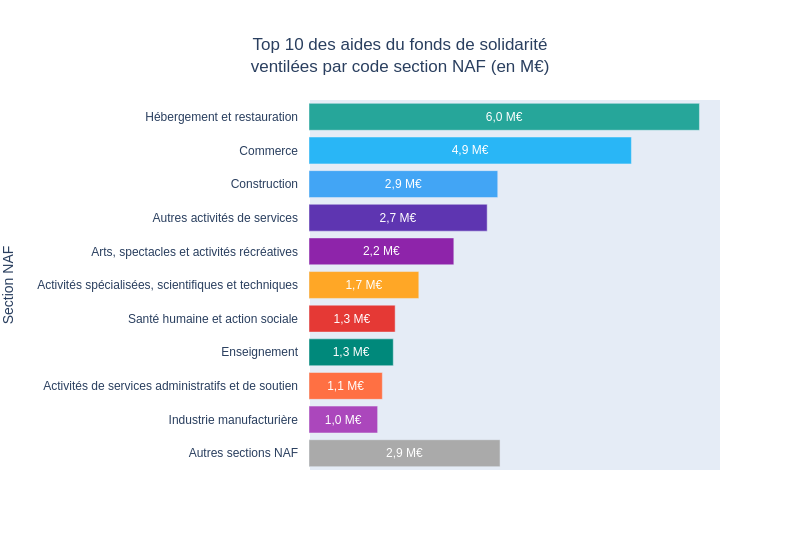 Top 10 des aides du fonds de solidarité
ventilées par code section NAF (en M€)
Section NAF
Hébergement et restauration 6,0 M€
Commerce 4,9 M€
Construction 2,9 M€
Autres activités de services 2,7 M€
Arts, spectacles et activités récréatives 2,2 M€
Activités spécialisées, scientifiques et techniques 1,7 M€
Santé humaine et action sociale 1,3 M€
Enseignement 1,3 M€
Activités de services administratifs et de soutien 1,1 M€
Industrie manufacturière 1,0 M€
Autres sections NAF 2,9 M€